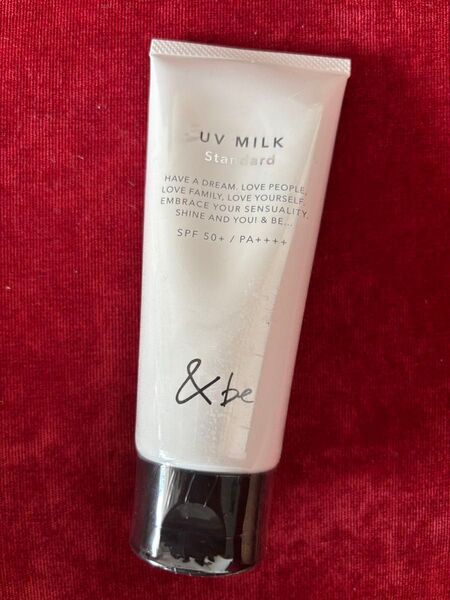 UV MILK
Standard
HAVE A DREAM. LOVE PEOPLE,
LOVE FAMILY, LOVE YOURSELF,
EMBRACE YOUR SENSUALITY,
SHINE AND YOU! & BE...
SPF 50+ / PA++++
&be